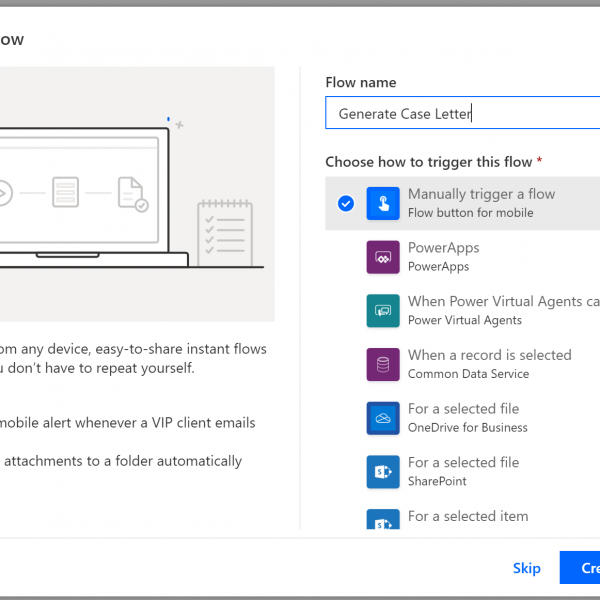 ow
Flow name
Generate Case Letter
Choose how to trigger this flow *
Manually trigger a flow
Flow button for mobile
PowerApps
PowerApps
When Power Virtual Agents ca
Power Virtual Agents
When a record is selected
Common Data Service
For a selected file
OneDrive for Business
For a selected file
SharePoint
For a selected item
om any device, easy-to-share instant flows
u don't have to repeat yourself.
mobile alert whenever a VIP client emails
attachments to a folder automatically
Skip
Cre